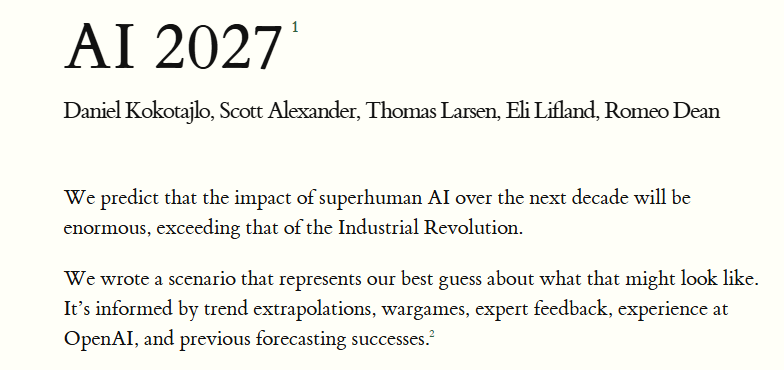 AI 2027 1
Daniel Kokotajlo, Scott Alexander, Thomas Larsen, Eli Lifland, Romeo Dean
We predict that the impact of superhuman AI over the next decade will be
enormous, exceeding that of the Industrial Revolution.
We wrote a scenario that represents our best guess about what that might look like.
It’s informed by trend extrapolations, wargames, expert feedback, experience at
OpenAI, and previous forecasting successes.2